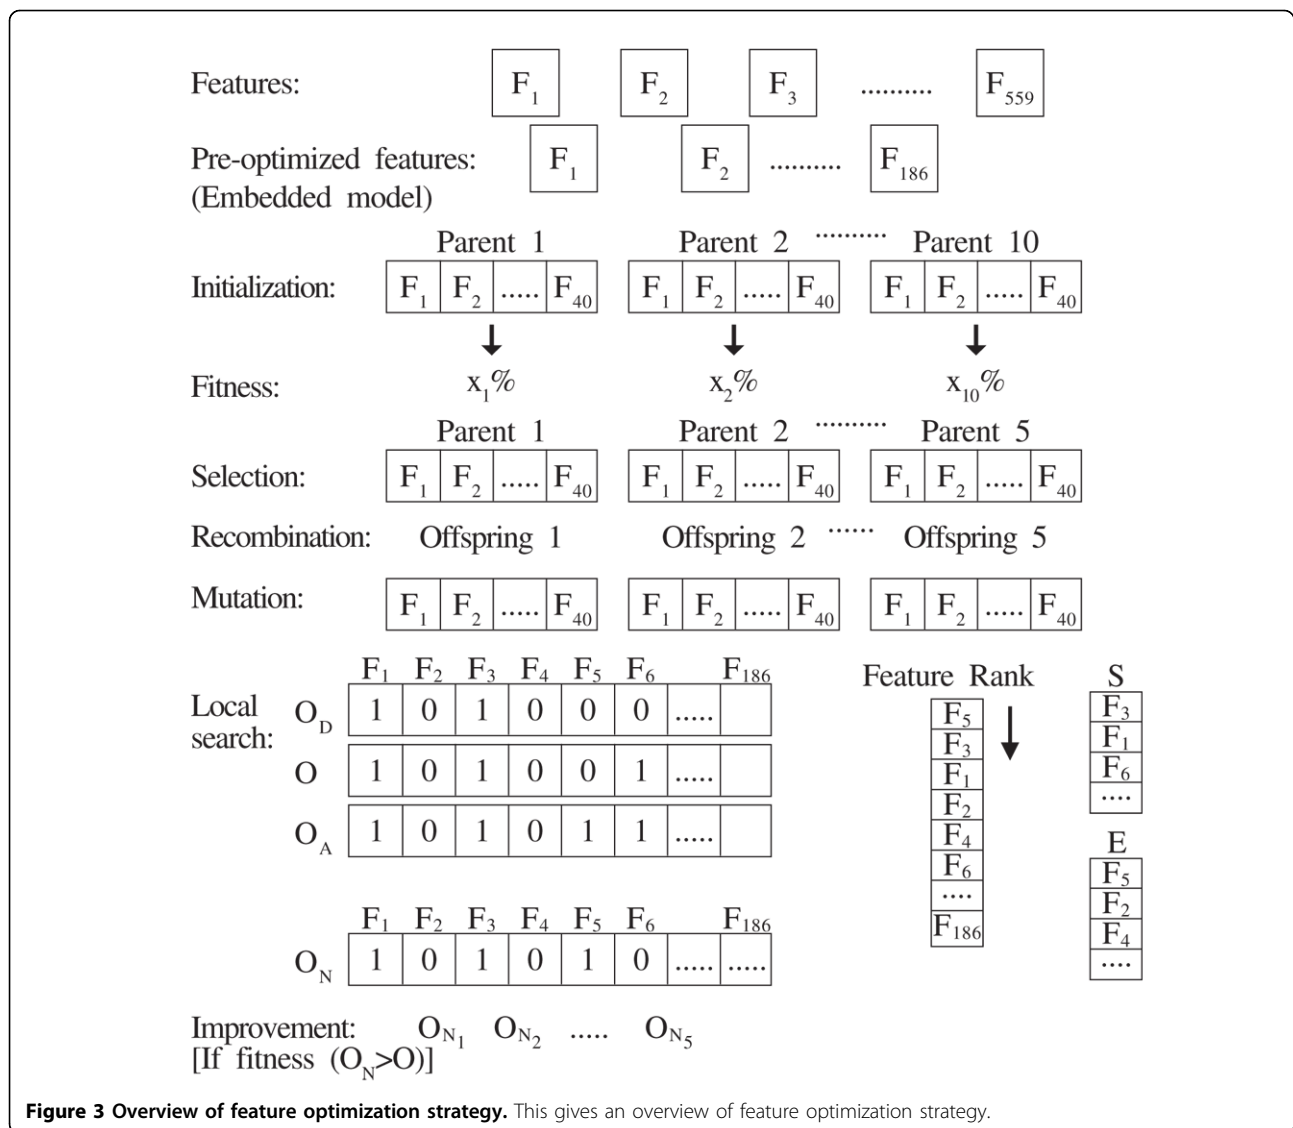 Features: F1 F2 F3 .......... F559
Pre-optimized features: F1 F2 .......... F186
(Embedded model)
Parent 1 Parent 2 .......... Parent 10
Initialization: F1 F2 ..... F40 F1 F2 ..... F40 F1 F2 ..... F40
Fitness: x1% x2% x10%
Parent 1 Parent 2 .......... Parent 5
Selection: F1 F2 ..... F40 F1 F2 ..... F40 F1 F2 ..... F40
Recombination: Offspring 1 Offspring 2 ...... Offspring 5
Mutation: F1 F2 ..... F40 F1 F2 ..... F40 F1 F2 ..... F40
F1 F2 F3 F4 F5 F6 F186
Local search:
OD 1 0 1 0 0 0 .....
O 1 0 1 0 0 1 .....
OA 1 0 1 0 1 1 .....
F1 F2 F3 F4 F5 F6 F186
ON 1 0 1 0 1 0 ..... .....
Feature Rank
F5
F3
F1
F2
F4
F6
....
F186
S
F3
F1
F6
....
E
F5
F2
F4
....
Improvement: ON1 ON2 ..... ON5
[If fitness (ON>O)]
Figure 3 Overview of feature optimization strategy. This gives an overview of feature optimization strategy.